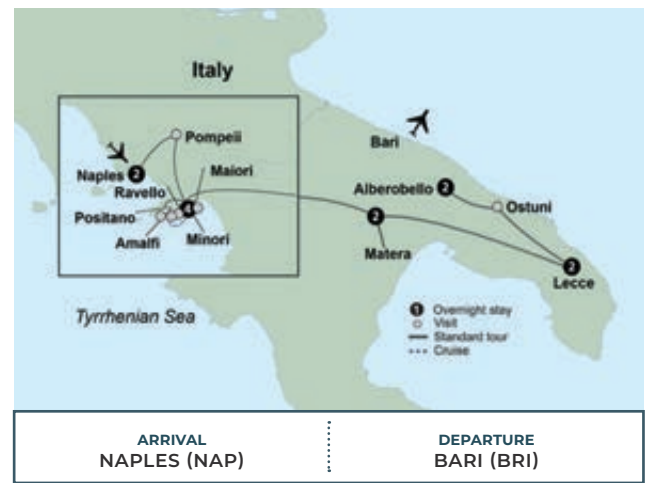 Italy
Pompeii
Bari
Naples 2
Maiori
Ravello
Alberobello 2
Ostuni
Positano
4
2
Amalfi
Minori
Matera
2
Lecce
Tyrrhenian Sea
1 Overnight stay
Visit
Standard tour
Cruise
ARRIVAL
NAPLES (NAP)
DEPARTURE
BARI (BRI)